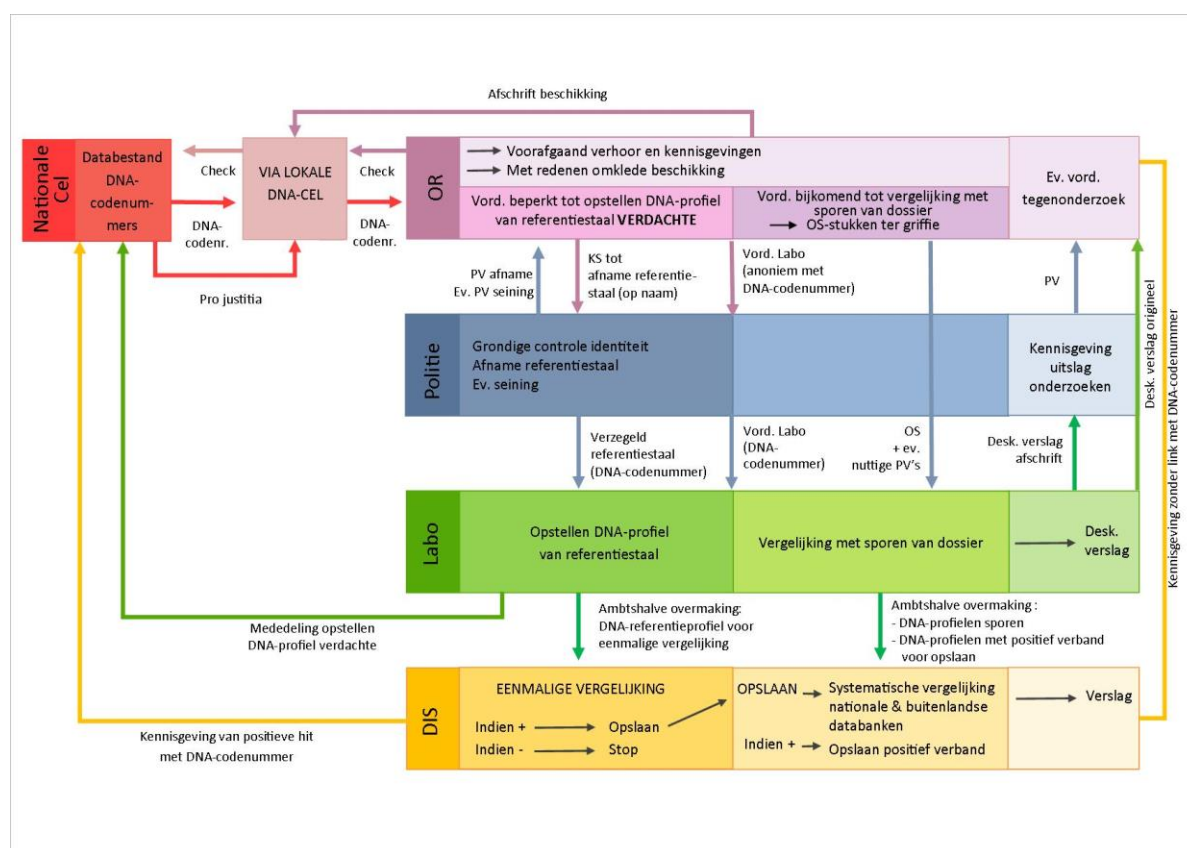 Afschrift beschikking
Nationale
Cel
Databestand
DNA-
codenum-
mers
Check
DNA-
codenr.
VIA LOKALE
DNA-CEL
Check
DNA-
codenr.
Pro justitia
OR
Voorafgaand verhoor en kennisgevingen
Met redenen omklede beschikking
Vord. beperkt tot opstellen DNA-profiel
van referentiestaal VERDACHTE
Vord. bijkomend tot vergelijking met
sporen van dossier
OS-stukken ter griffie
Ev. vord.
tegenonderzoek
PV afname
Ev. PV seining
KS tot
afname referentie-
staal (op naam)
Vord. Labo
(anoniem met
DNA-codenummer)
PV
Politie
Grondige controle identiteit
Afname referentiestaal
Ev. seining
Kennisgeving
uitslag
onderzoeken
Verzegeld
referentiestaal
(DNA-codenummer)
Vord. Labo
(DNA-
codenummer)
OS
+ ev.
nuttige PV's
Desk. verslag
afschrift
Desk. verslag origineel
Kennisgeving zonder link met DNA-codenummer
Labo
Opstellen DNA-profiel
van referentiestaal
Vergelijking met sporen van dossier
Desk.
verslag
Mededeling opstellen
DNA-profiel verdachte
Ambtshalve overmaking:
DNA-referentieprofiel voor
eenmalige vergelijking
Ambtshalve overmaking :
- DNA-profielen sporen
- DNA-profielen met positief verband
voor opslaan
DIS
EENMALIGE VERGELIJKING
Indien +
Opslaan
Indien -
Stop
OPSLAAN
Systematische vergelijking
nationale & buitenlandse
databanken
Indien +
Opslaan positief verband
Verslag
Kennisgeving van positieve hit
met DNA-codenummer